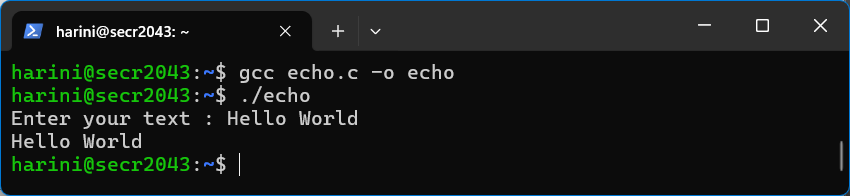 harini@secr2043: ~
harini@secr2043:~$ gcc echo.c -o echo
harini@secr2043:~$ ./echo
Enter your text : Hello World
Hello World
harini@secr2043:~$